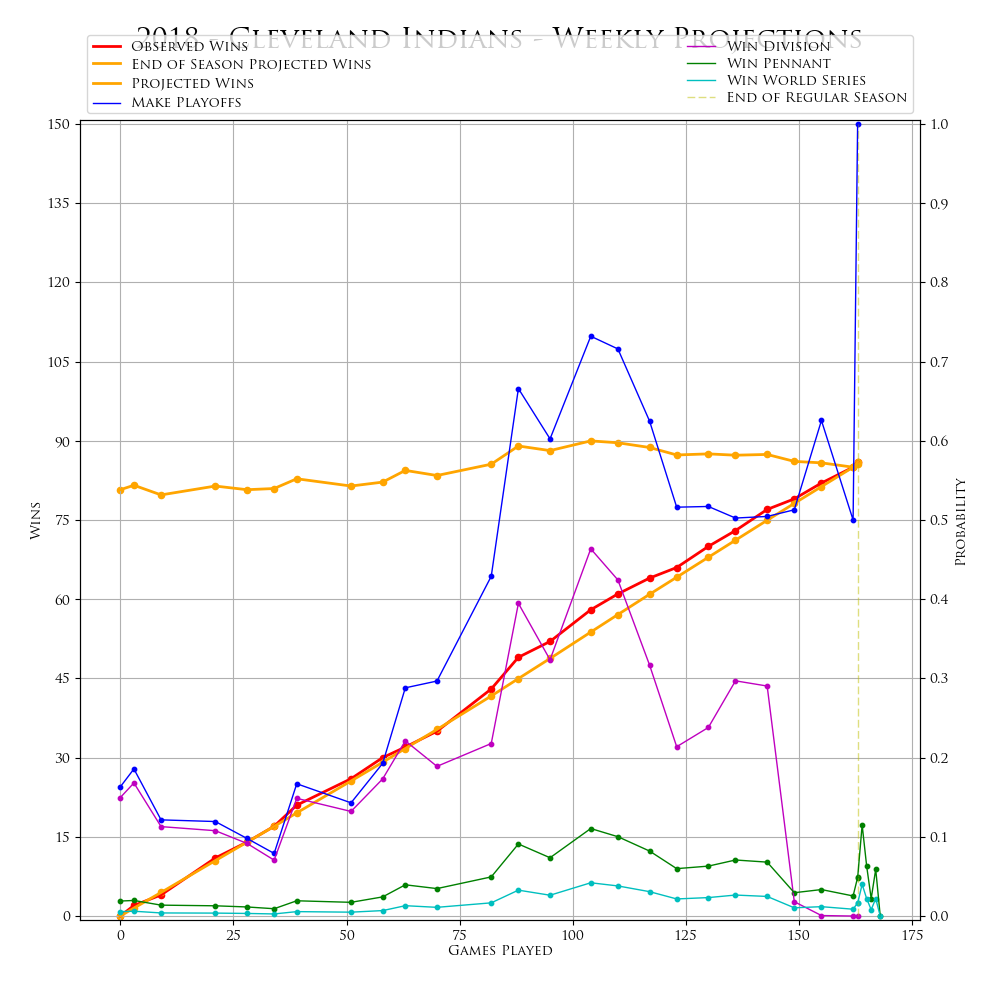 2018 - Cleveland Indians - Weekly Projections
Observed Wins
End of Season Projected Wins
Projected Wins
Make Playoffs
Win Division
Win Pennant
Win World Series
End of Regular Season
150
135
120
105
90
75
60
45
30
15
0
Wins
1.0
0.9
0.8
0.7
0.6
0.5
0.4
0.3
0.2
0.1
0.0
Probability
0 25 50 75 100 125 150 175
Games Played